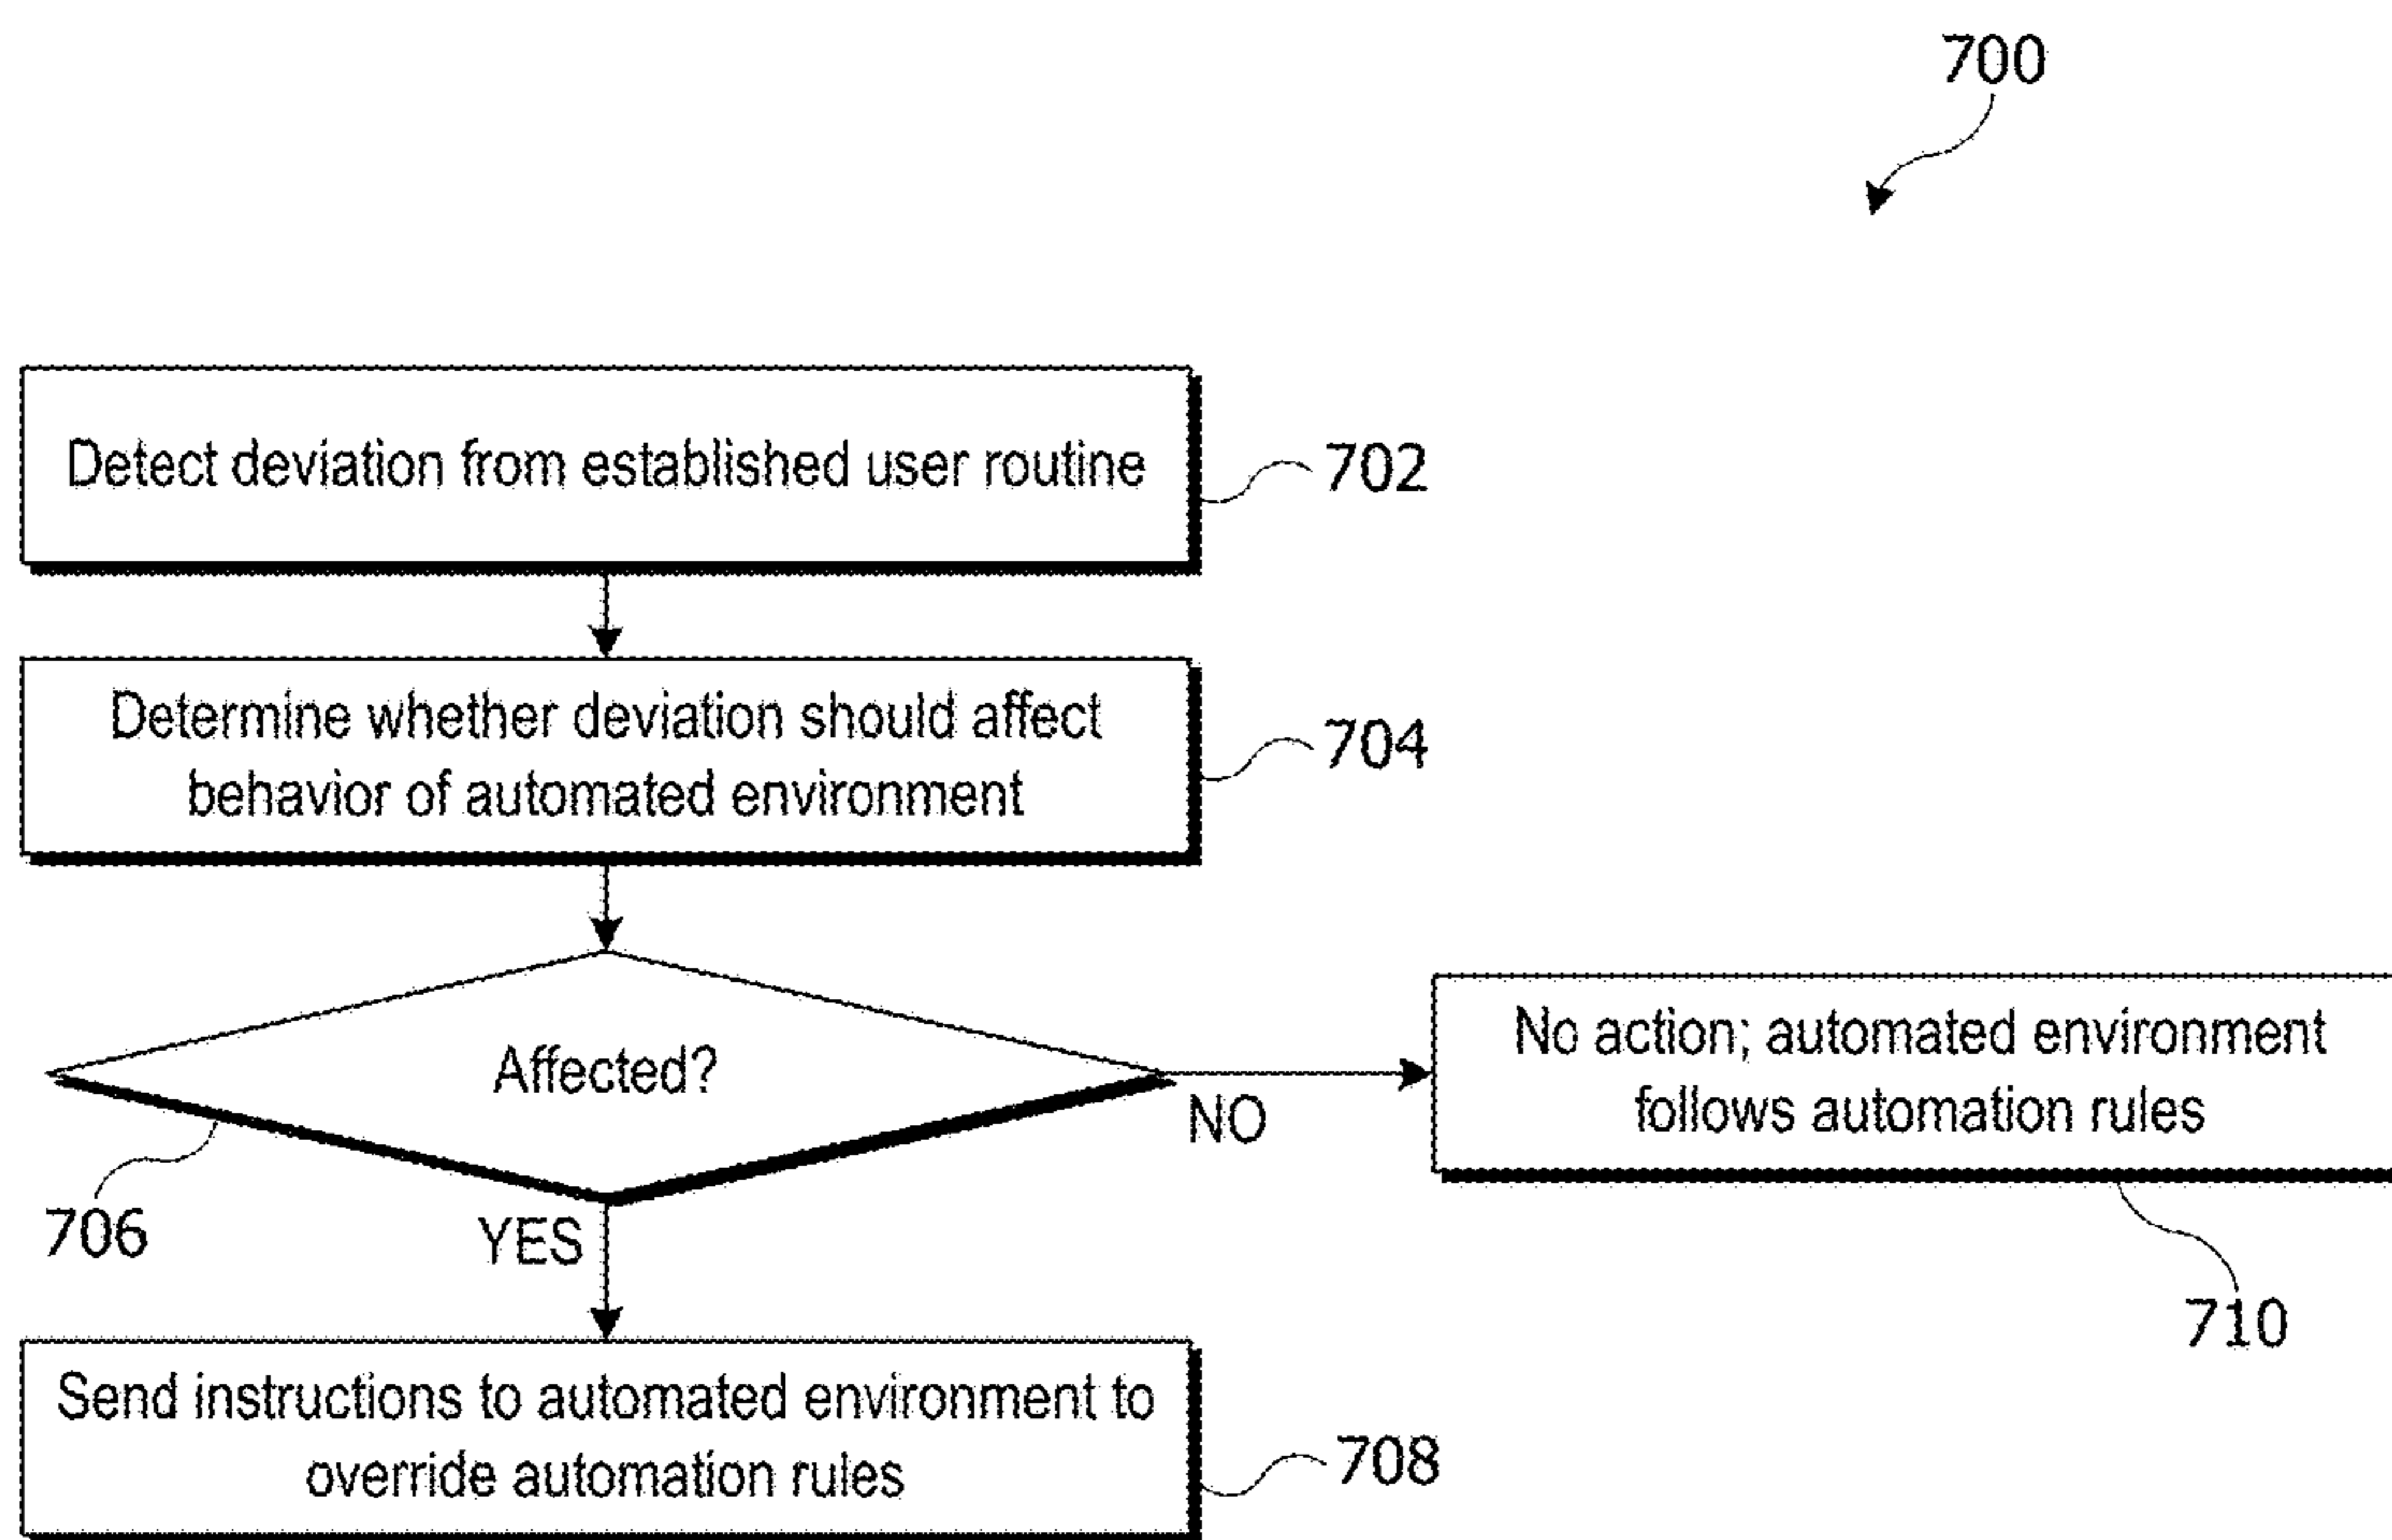 700
Detect deviation from established user routine
702
Determine whether deviation should affect
behavior of automated environment
704
Affected?
NO
No action; automated environment
follows automation rules
706
YES
710
Send instructions to automated environment to
override automation rules
708